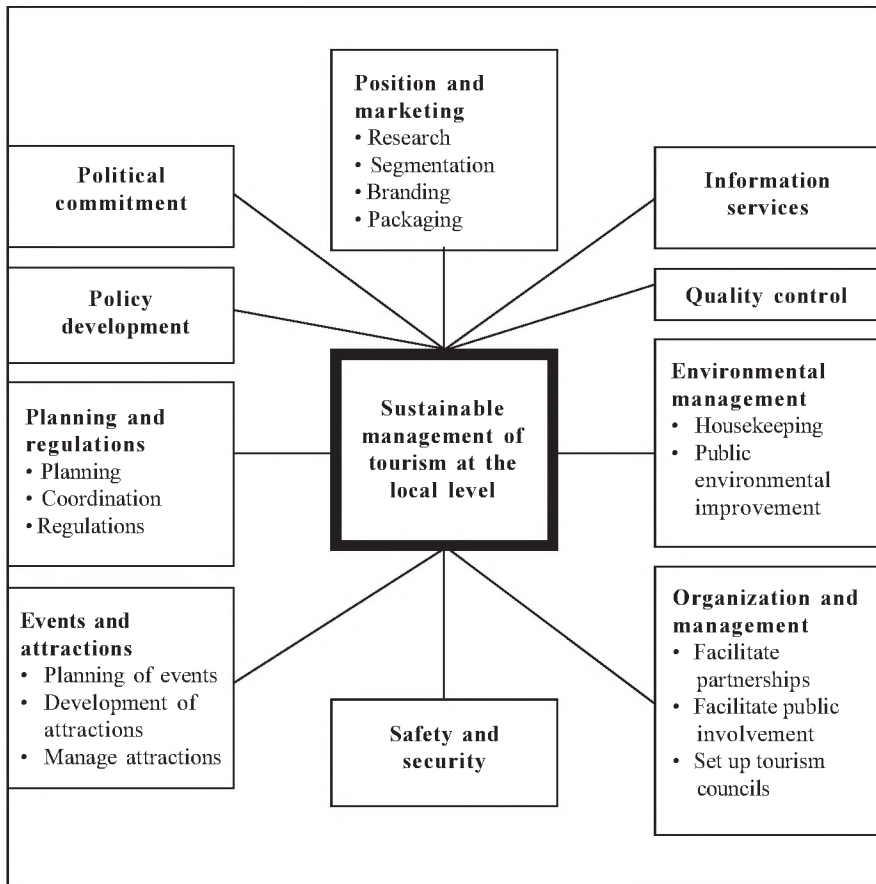 Position and
marketing
• Research
• Segmentation
• Branding
• Packaging
Political
commitment
Information
services
Policy
development
Quality control
Planning and
regulations
• Planning
• Coordination
• Regulations
Sustainable
management of
tourism at the
local level
Environmental
management
• Housekeeping
• Public
environmental
improvement
Events and
attractions
• Planning of events
• Development of
attractions
• Manage attractions
Safety and
security
Organization and
management
• Facilitate
partnerships
• Facilitate public
involvement
• Set up tourism
councils